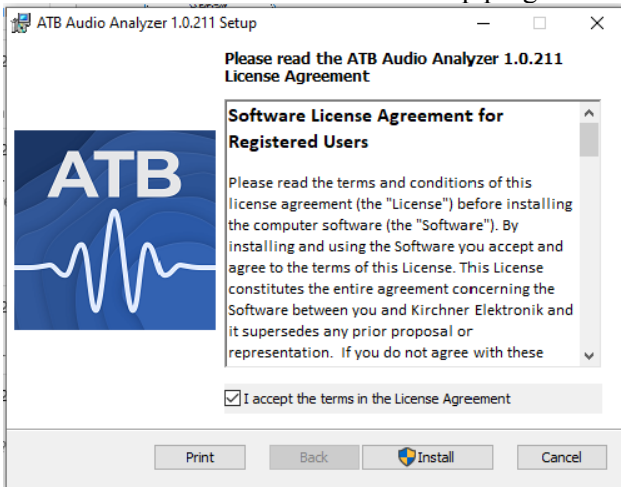 ATB Audio Analyzer 1.0.211 Setup
Please read the ATB Audio Analyzer 1.0.211
License Agreement
ATB
Software License Agreement for
Registered Users
Please read the terms and conditions of this
license agreement (the "License") before installing
the computer software (the "Software"). By
installing and using the Software you accept and
agree to the terms of this License. This License
constitutes the entire agreement concerning the
Software between you and Kirchner Elektronik and
it supersedes any prior proposal or
representation.  If you do not agree with these
I accept the terms in the License Agreement
Print
Back
Install
Cancel